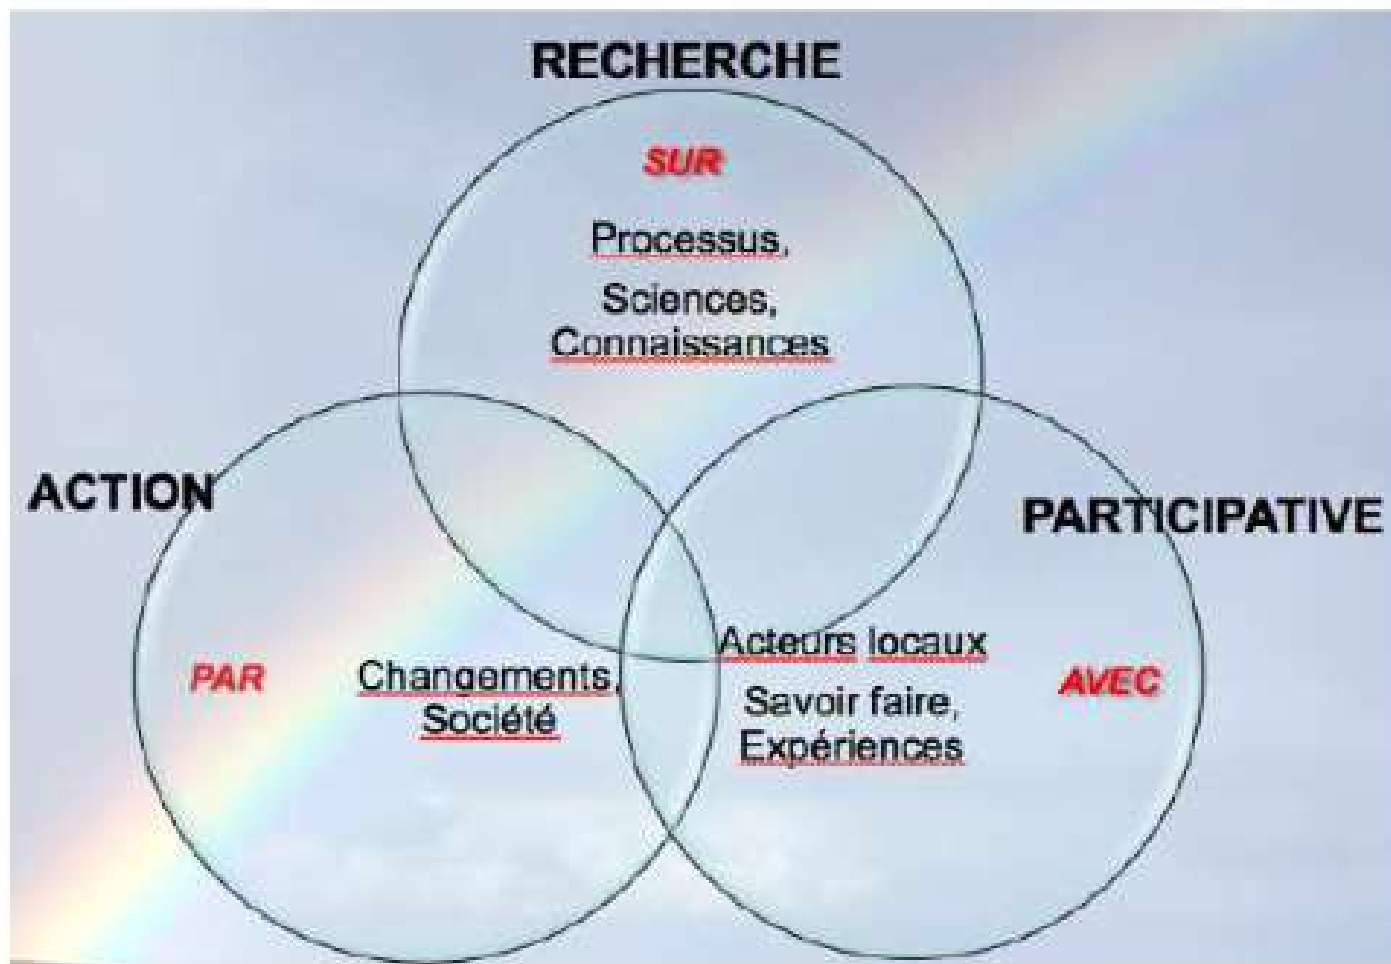 RECHERCHE
SUR
Processus,
Sciences,
Connaissances
ACTION
PARTICIPATIVE
PAR
Changements,
Société
Acteurs locaux
Savoir faire,
Expériences
AVEC